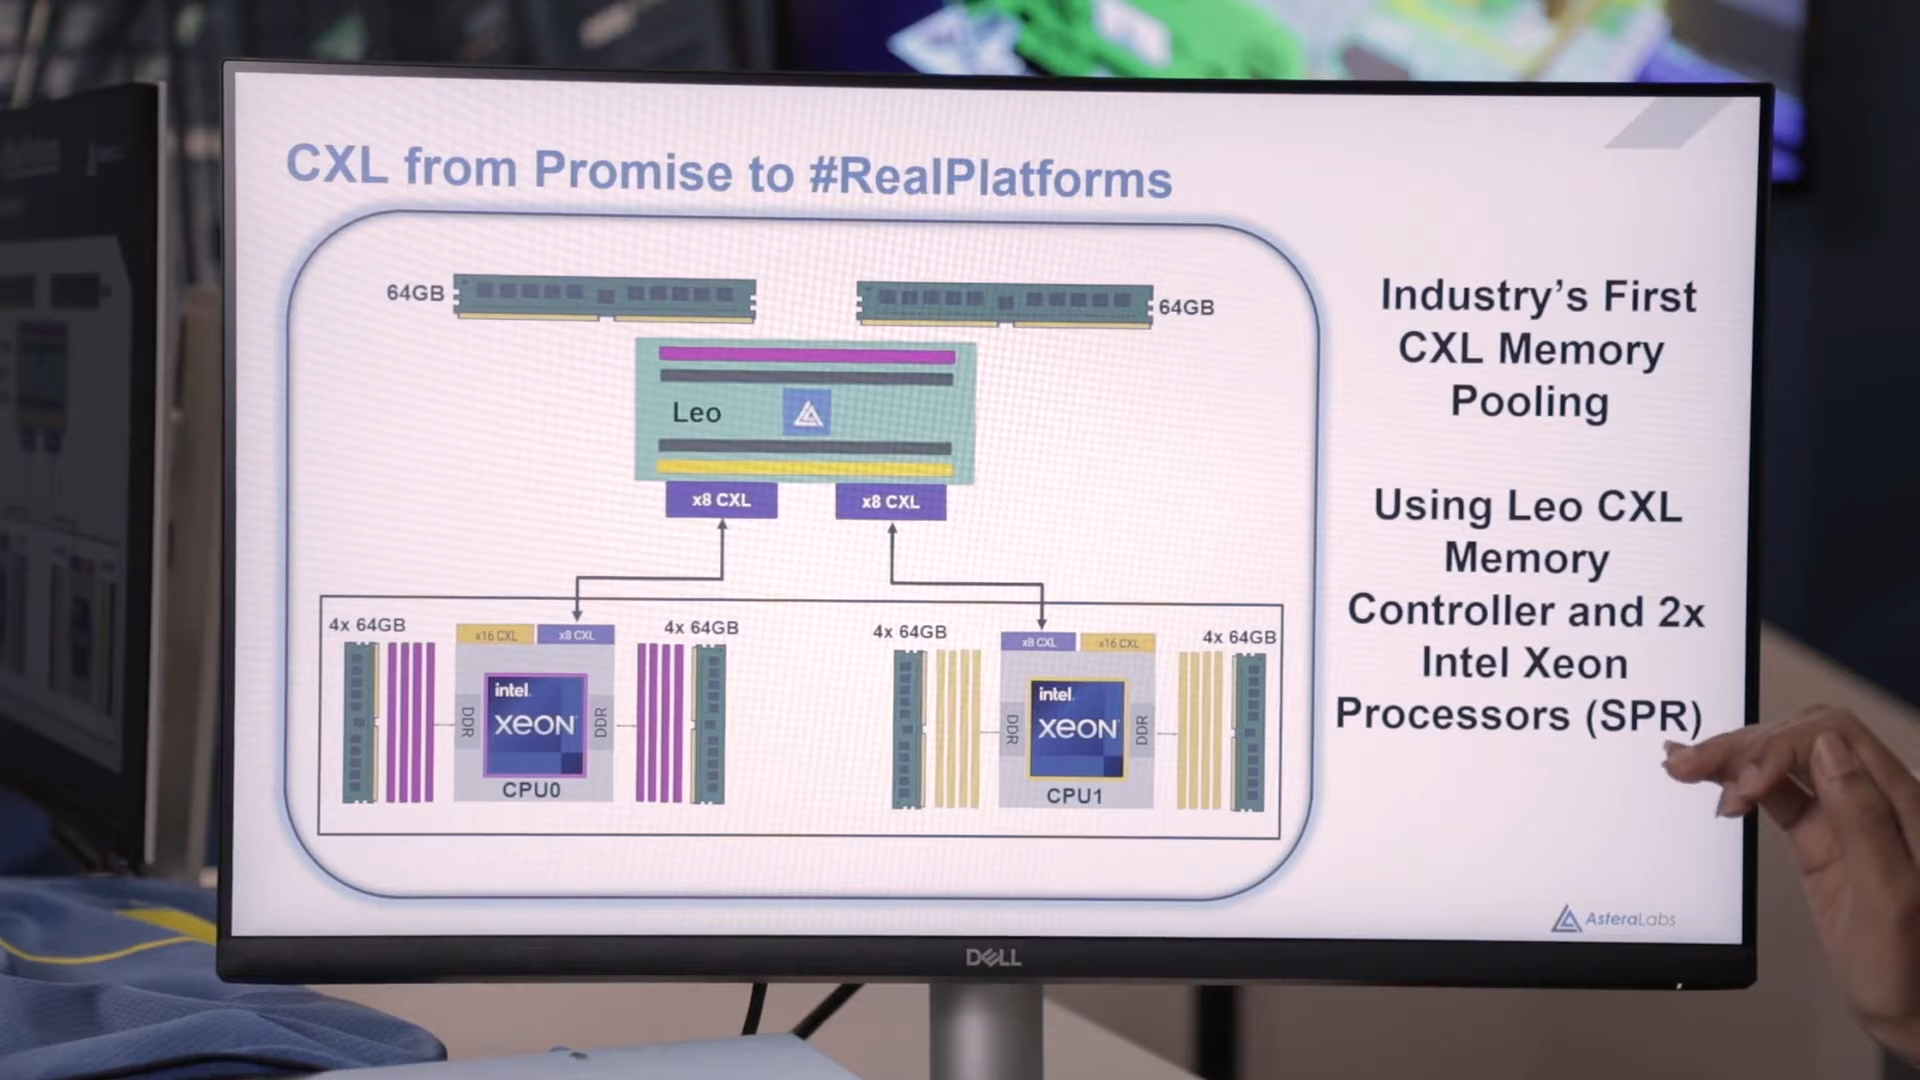 CXL from Promise to #RealPlatforms
64GB
64GB
Leo
x8 CXL
x8 CXL
4x 64GB
x16 CXL
x8 CXL
4x 64GB
DDR
intel.
xeon
DDR
CPU0
4x 64GB
x8 CXL
x16 CXL
4x 64GB
DDR
intel.
xeon
DDR
CPU1
Industry’s First
CXL Memory
Pooling
Using Leo CXL
Memory
Controller and 2x
Intel Xeon
Processors (SPR)
AsteraLabs
DELL